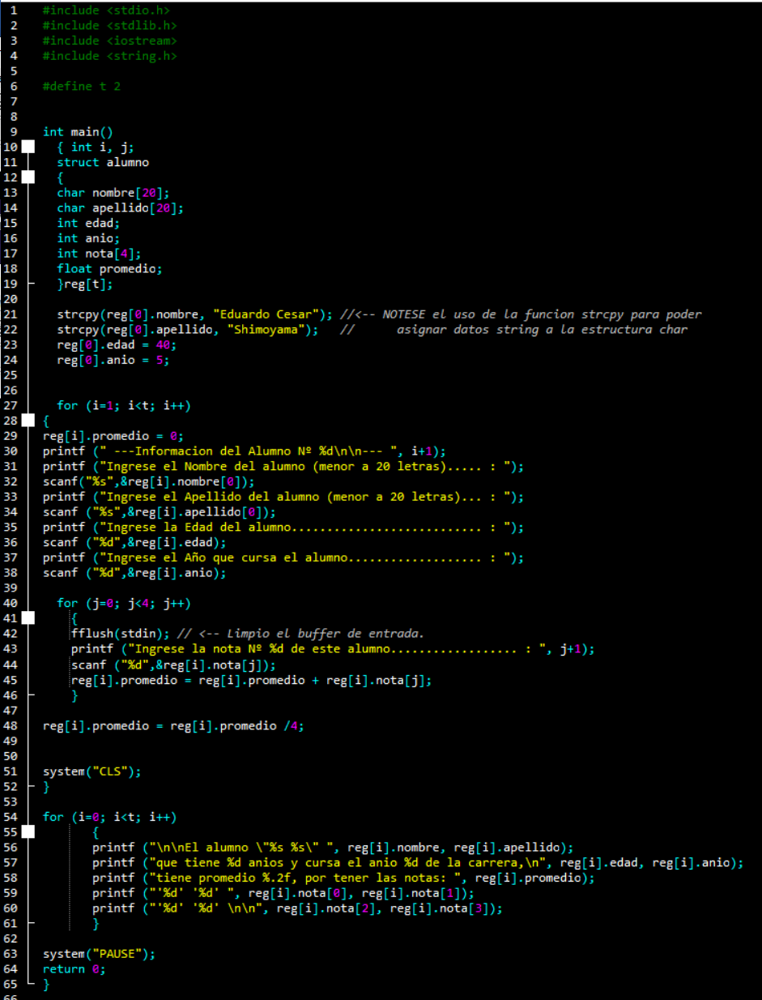 1 #include <stdio.h>
2 #include <stdlib.h>
3 #include <iostream>
4 #include <string.h>
5
6 #define t 2
7
8
9 int main()
10 { int i, j;
11 struct alumno
12 {
13 char nombre[20];
14 char apellido[20];
15 int edad;
16 int anio;
17 int nota[4];
18 float promedio;
19 }reg[t];
20
21 strcpy(reg[0].nombre, "Eduardo Cesar"); //<-- NOTESE el uso de la funcion strcpy para poder
22 strcpy(reg[0].apellido, "Shimoyama"); // asignar datos string a la estructura char
23 reg[0].edad = 40;
24 reg[0].anio = 5;
25
26
27 for (i=1; i<t; i++)
28 {
29 reg[i].promedio = 0;
30 printf (" ---Informacion del Alumno Nº %d\n\n--- ", i+1);
31 printf ("Ingrese el Nombre del alumno (menor a 20 letras)..... : ");
32 scanf("%s",&reg[i].nombre[0]);
33 printf ("Ingrese el Apellido del alumno (menor a 20 letras)... : ");
34 scanf ("%s",&reg[i].apellido[0]);
35 printf ("Ingrese la Edad del alumno........................... : ");
36 scanf ("%d",&reg[i].edad);
37 printf ("Ingrese el Año que cursa el alumno................... : ");
38 scanf ("%d",&reg[i].anio);
39
40 for (j=0; j<4; j++)
41 {
42 fflush(stdin); // <-- Limpio el buffer de entrada.
43 printf ("Ingrese la nota Nº %d de este alumno.................. : ", j+1);
44 scanf ("%d",&reg[i].nota[j]);
45 reg[i].promedio = reg[i].promedio + reg[i].nota[j];
46 }
47
48 reg[i].promedio = reg[i].promedio /4;
49
50
51 system("CLS");
52 }
53
54 for (i=0; i<t; i++)
55 {
56 printf ("\n\nEl alumno \"%s %s\" ", reg[i].nombre, reg[i].apellido);
57 printf ("que tiene %d anios y cursa el anio %d de la carrera,\n", reg[i].edad, reg[i].anio);
58 printf ("tiene promedio %.2f, por tener las notas: ", reg[i].promedio);
59 printf ("'%d' '%d' ", reg[i].nota[0], reg[i].nota[1]);
60 printf ("'%d' '%d' \n\n", reg[i].nota[2], reg[i].nota[3]);
61 }
62
63 system("PAUSE");
64 return 0;
65 }
66